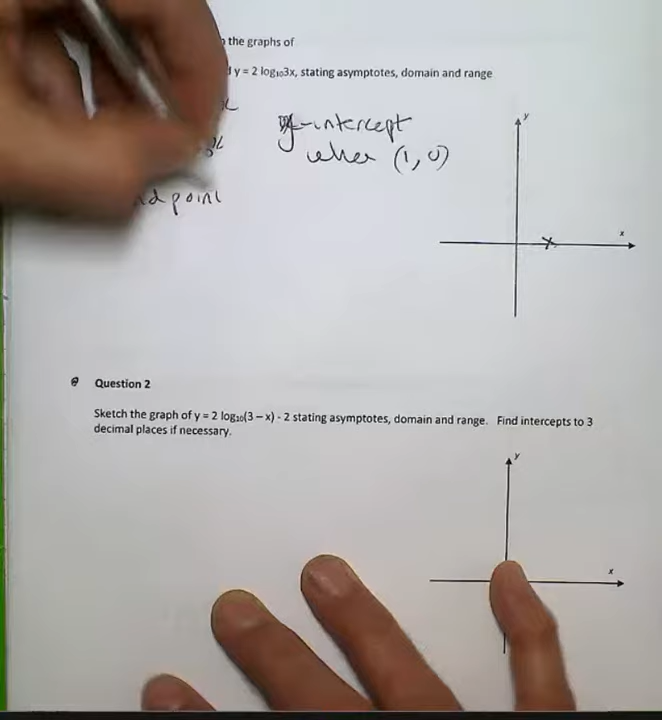 the graphs of
y = 2 log₁₀3x, stating asymptotes, domain and range
x
y-intercept
x
when (1, 0)
point
y
x
Question 2
Sketch the graph of y = 2 log₁₀(3 – x) - 2 stating asymptotes, domain and range. Find intercepts to 3
decimal places if necessary.
y
x